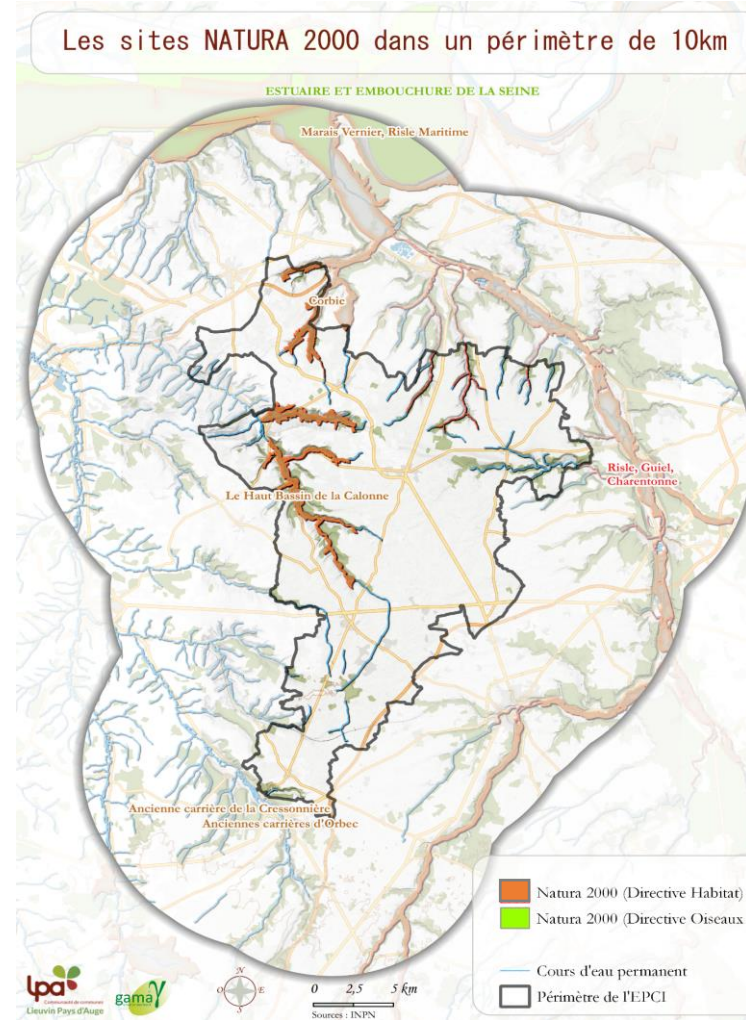 Les sites NATURA 2000 dans un périmètre de 10km
ESTUAIRE ET EMBOUCHURE DE LA SEINE
Marais Vernier, Risle Maritime
Corbie
Risle, Guiel,
Charentonne
Le Haut Bassin de la Calonne
Ancienne carrière de la Cressonnière
Anciennes carrières d'Orbec
Natura 2000 (Directive Habitat)
Natura 2000 (Directive Oiseaux
Cours d'eau permanent
Périmètre de l'EPCI
lpa
Communauté de communes
Lieuvin Pays d'Auge
gama
N
O
E
S
0 2,5 5 km
Sources : INPN